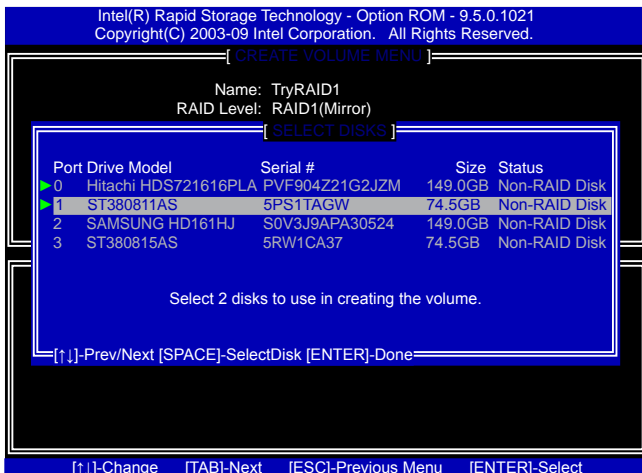 Intel(R) Rapid Storage Technology - Option ROM - 9.5.0.1021
Copyright(C) 2003-09 Intel Corporation. All Rights Reserved.
[ CREATE VOLUME MENU ]
Name: TryRAID1
RAID Level: RAID1(Mirror)
[ SELECT DISKS ]
Port Drive Model Serial # Size Status
0 Hitachi HDS721616PLA PVF904Z21G2JZM 149.0GB Non-RAID Disk
1 ST380811AS 5PS1TAGW 74.5GB Non-RAID Disk
2 SAMSUNG HD161HJ S0V3J9APA30524 149.0GB Non-RAID Disk
3 ST380815AS 5RW1CA37 74.5GB Non-RAID Disk
Select 2 disks to use in creating the volume.
[↑↓]-Prev/Next [SPACE]-SelectDisk [ENTER]-Done
[↑↓]-Change [TAB]-Next [ESC]-Previous Menu [ENTER]-Select